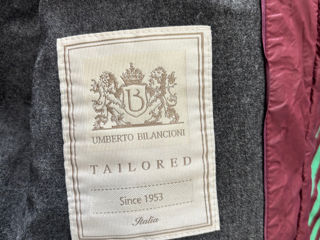 B
UMBERTO BILANCIONI
TAILORED
Since 1953
Italia